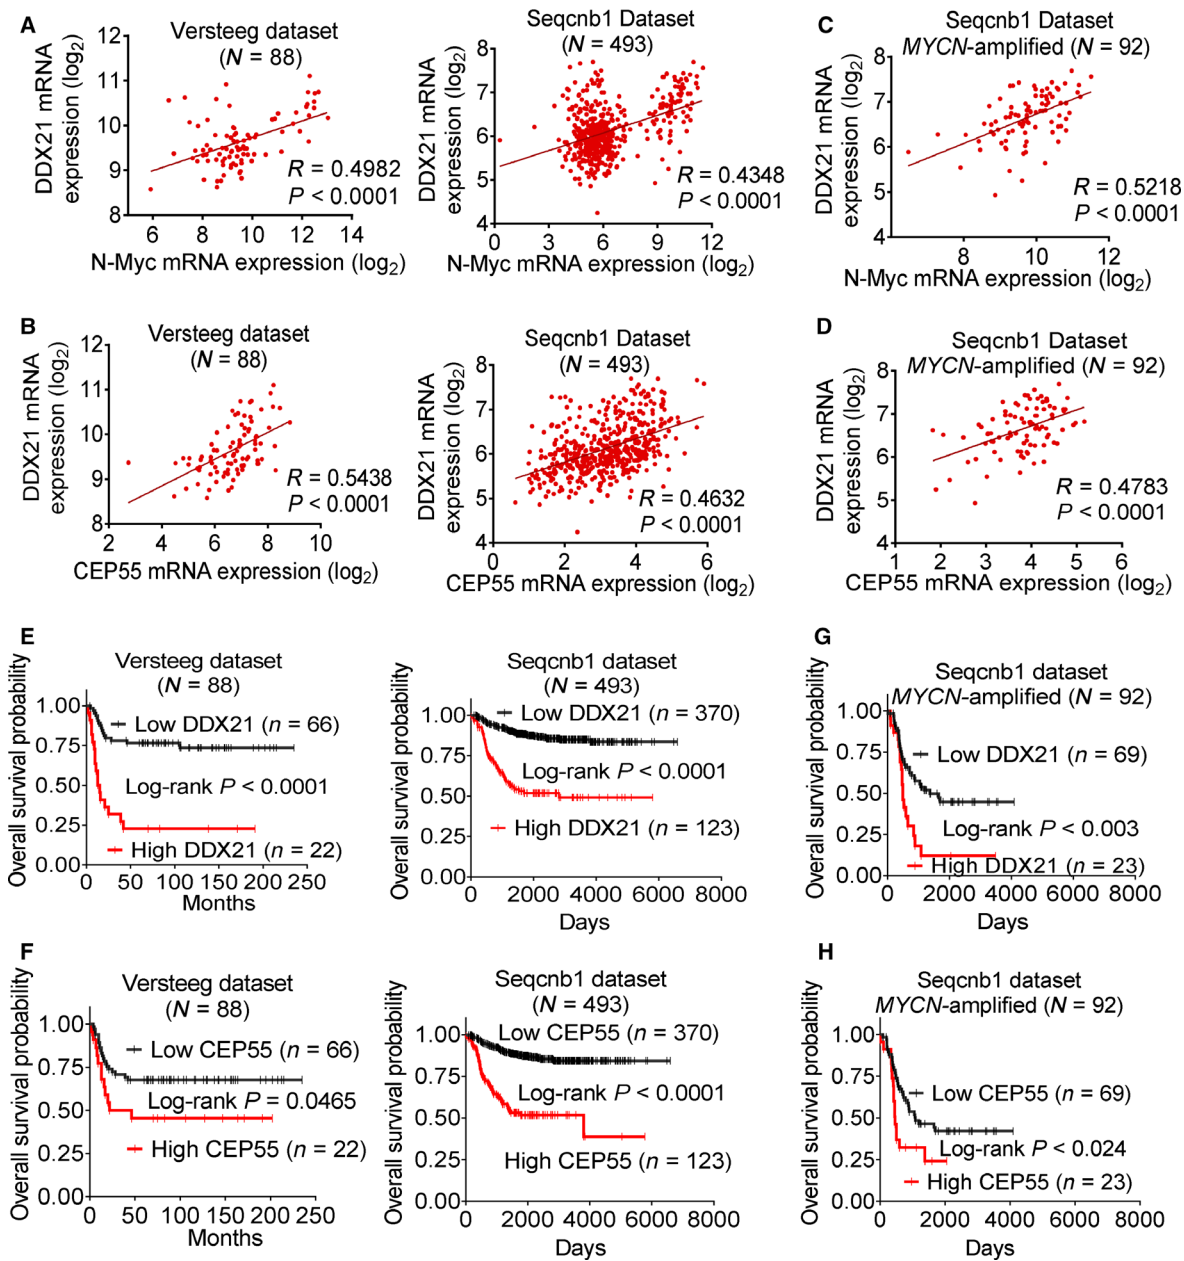 A
Versteeg dataset
(N = 88)
DDX21 mRNA
expression (log2)
12
11
10
9
8
R = 0.4982
P < 0.0001
6 8 10 12 14
N-Myc mRNA expression (log2)
Seqcnb1 Dataset
(N = 493)
DDX21 mRNA
expression (log2)
8
7
6
5
4
R = 0.4348
P < 0.0001
0 3 6 9 12
N-Myc mRNA expression (log2)
C
Seqcnb1 Dataset
MYCN-amplified (N = 92)
DDX21 mRNA
expression (log2)
8
7
6
5
4
R = 0.5218
P < 0.0001
8 10 12
N-Myc mRNA expression (log2)
B
Versteeg dataset
(N = 88)
DDX21 mRNA
expression (log2)
12
11
10
9
8
R = 0.5438
P < 0.0001
2 4 6 8 10
CEP55 mRNA expression (log2)
Seqcnb1 Dataset
(N = 493)
DDX21 mRNA
expression (log2)
8
7
6
5
4
R = 0.4632
P < 0.0001
0 2 4 6
CEP55 mRNA expression (log2)
D
Seqcnb1 Dataset
MYCN-amplified (N = 92)
DDX21 mRNA
expression (log2)
8
7
6
5
4
R = 0.4783
P < 0.0001
1 2 3 4 5 6
CEP55 mRNA expression (log2)
E
Versteeg dataset
(N = 88)
Overall survival probability
1.00
0.75
0.50
0.25
0.00
Low DDX21 (n = 66)
Log-rank P < 0.0001
High DDX21 (n = 22)
0 50 100 150 200 250
Months
Seqcnb1 dataset
(N = 493)
Overall survival probability
1.00
0.75
0.50
0.25
0.00
Low DDX21 (n = 370)
Log-rank P < 0.0001
High DDX21 (n = 123)
0 2000 4000 6000 8000
Days
G
Seqcnb1 dataset
MYCN-amplified (N = 92)
Overall survival probability
1.00
0.75
0.50
0.25
0.00
Low DDX21 (n = 69)
Log-rank P < 0.003
High DDX21 (n = 23)
0 2000 4000 6000 8000
Days
F
Versteeg dataset
(N = 88)
Overall survival probability
1.00
0.75
0.50
0.25
0.00
Low CEP55 (n = 66)
Log-rank P = 0.0465
High CEP55 (n = 22)
0 50 100 150 200 250
Months
Seqcnb1 dataset
(N = 493)
Overall survival probability
1.00
0.75
0.50
0.25
0.00
Low CEP55 (n = 370)
Log-rank P < 0.0001
High CEP55 (n = 123)
0 2000 4000 6000 8000
Days
H
Seqcnb1 dataset
MYCN-amplified (N = 92)
Overall survival probability
1.00
0.75
0.50
0.25
0.00
Low CEP55 (n = 69)
Log-rank P < 0.024
High CEP55 (n = 23)
0 2000 4000 6000 8000
Days